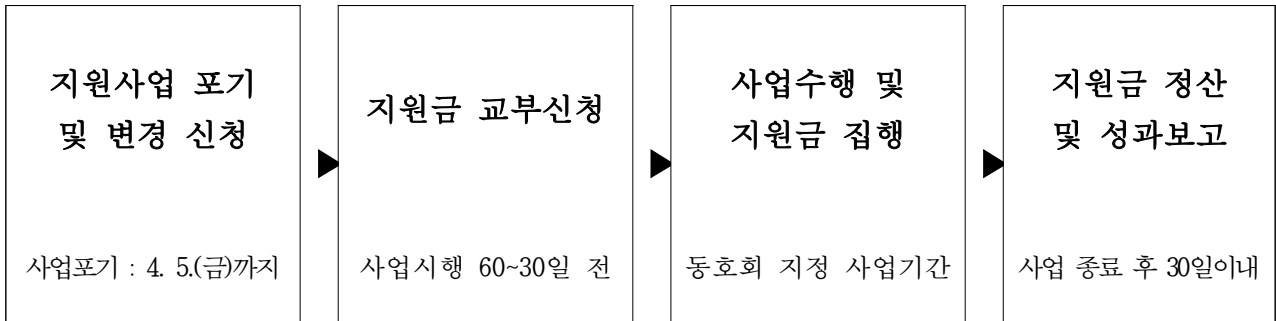 지원사업 포기
및 변경 신청
사업포기 : 4. 5.(금)까지
▶
지원금 교부신청
사업시행 60~30일 전
▶
사업수행 및
지원금 집행
동호회 지정 사업기간
▶
지원금 정산
및 성과보고
사업 종료 후 30일이내